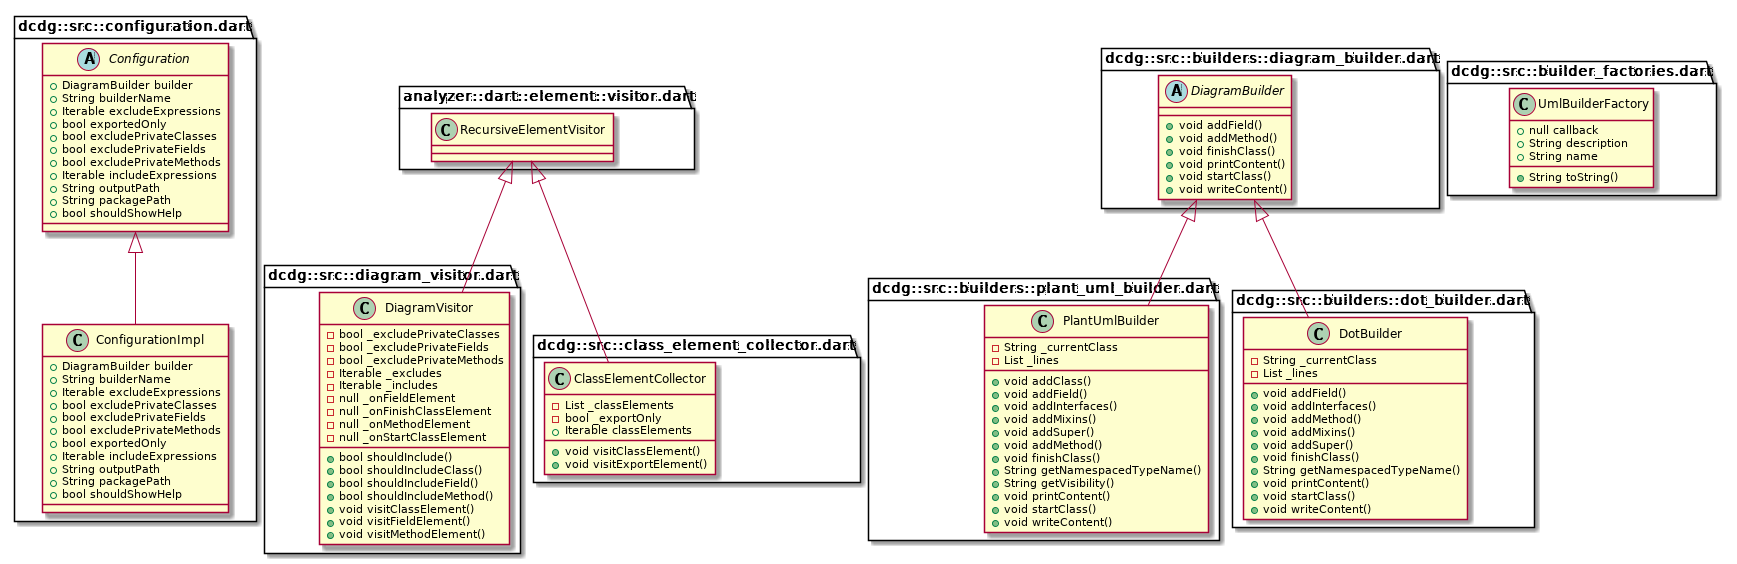 dcdg::src::configuration.dart
A Configuration
DiagramBuilder builder
String builderName
Iterable excludeExpressions
bool exportedOnly
bool excludePrivateClasses
bool excludePrivateFields
bool excludePrivateMethods
Iterable includeExpressions
String outputPath
String packagePath
bool shouldShowHelp
C ConfigurationImpl
DiagramBuilder builder
String builderName
Iterable excludeExpressions
bool excludePrivateClasses
bool excludePrivateFields
bool excludePrivateMethods
bool exportedOnly
Iterable includeExpressions
String outputPath
String packagePath
bool shouldShowHelp
analyzer::dart::element::visitor.dart
C RecursiveElementVisitor
dcdg::src::diagram_visitor.dart
C DiagramVisitor
bool _excludePrivateClasses
bool _excludePrivateFields
bool _excludePrivateMethods
Iterable _excludes
Iterable _includes
null _onFieldElement
null _onFinishClassElement
null _onMethodElement
null _onStartClassElement
bool shouldInclude()
bool shouldIncludeClass()
bool shouldIncludeField()
bool shouldIncludeMethod()
void visitClassElement()
void visitFieldElement()
void visitMethodElement()
dcdg::src::class_element_collector.dart
C ClassElementCollector
List _classElements
bool _exportOnly
Iterable classElements
void visitClassElement()
void visitExportElement()
dcdg::src::builders::diagram_builder.dart
A DiagramBuilder
void addField()
void addMethod()
void finishClass()
void printContent()
void startClass()
void writeContent()
dcdg::src::builder_factories.dart
C UmlBuilderFactory
null callback
String description
String name
String toString()
dcdg::src::builders::plant_uml_builder.dart
C PlantUmlBuilder
String _currentClass
List _lines
void addClass()
void addField()
void addInterfaces()
void addMixins()
void addSuper()
void addMethod()
void finishClass()
String getNamespacedTypeName()
String getVisibility()
void printContent()
void startClass()
void writeContent()
dcdg::src::builders::dot_builder.dart
C DotBuilder
String _currentClass
List _lines
void addField()
void addInterfaces()
void addMethod()
void addMixins()
void addSuper()
void finishClass()
String getNamespacedTypeName()
void printContent()
void startClass()
void writeContent()